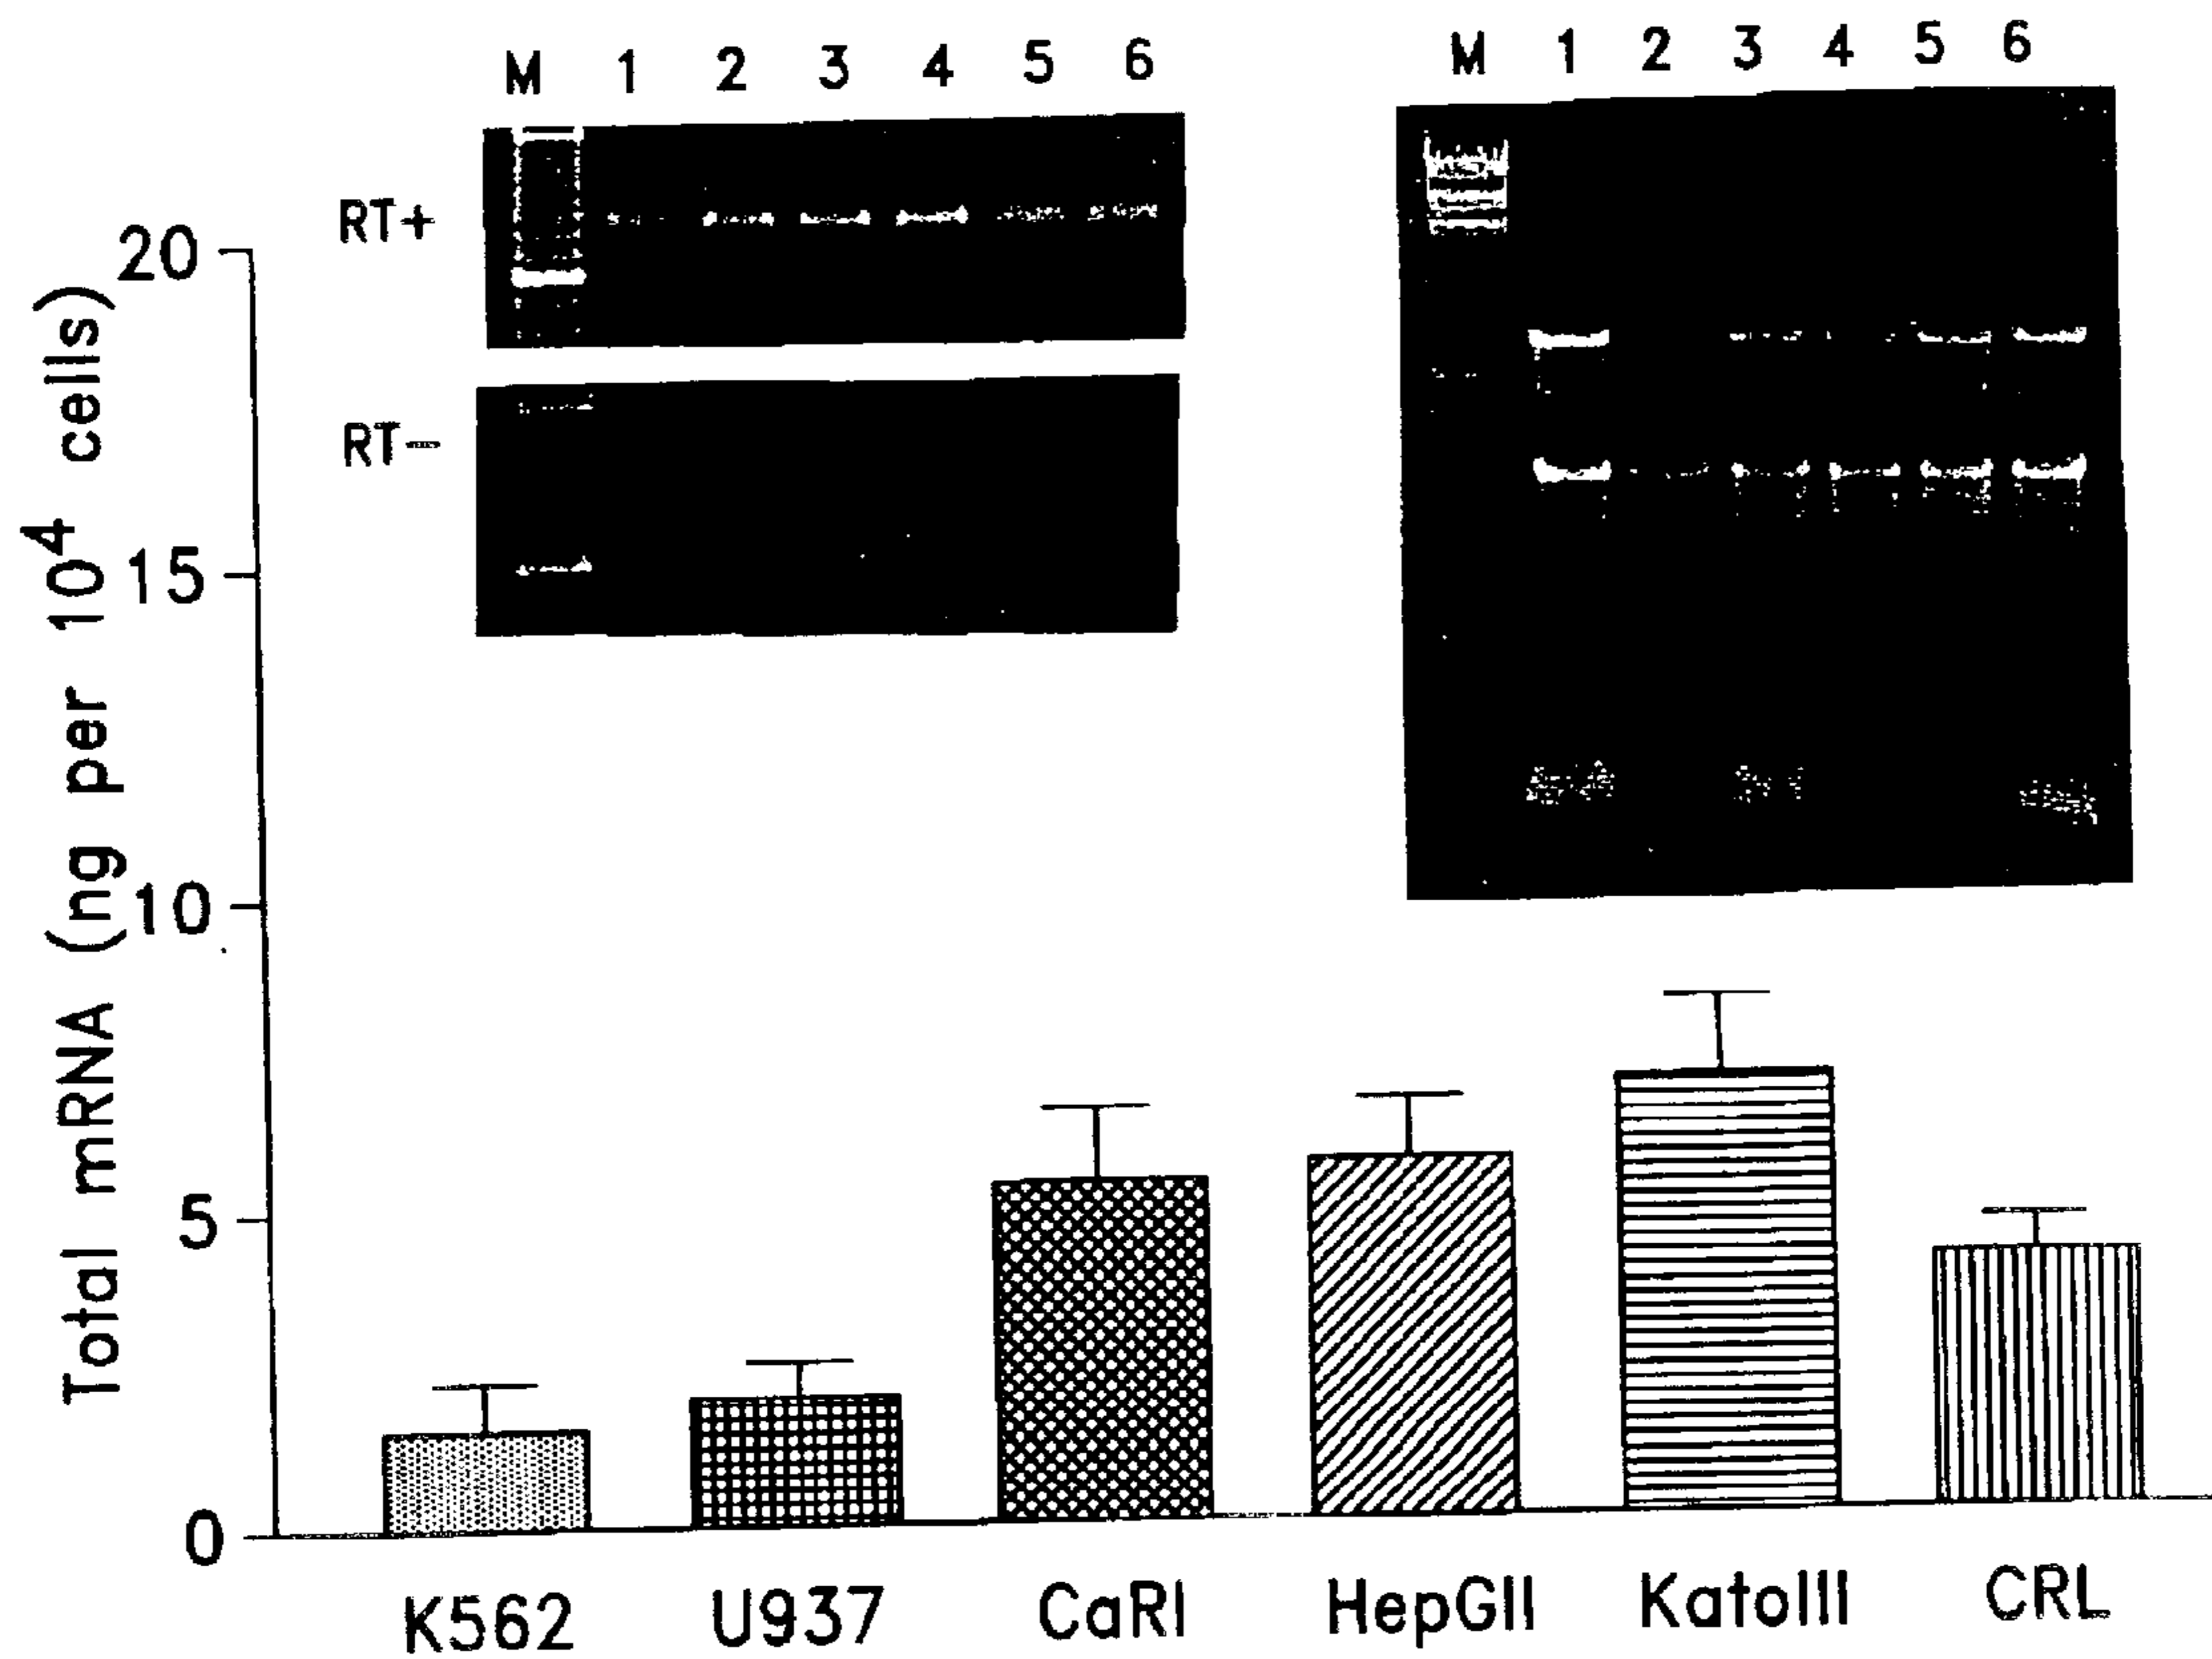 M 1 2 3 4 5 6
M 1 2 3 4 5 6
RT+
RT-
Total mRNA (ng per 10⁴ cells)
20
15
10
5
0
K562 U937 CaRI HepGII KatoIII CRL